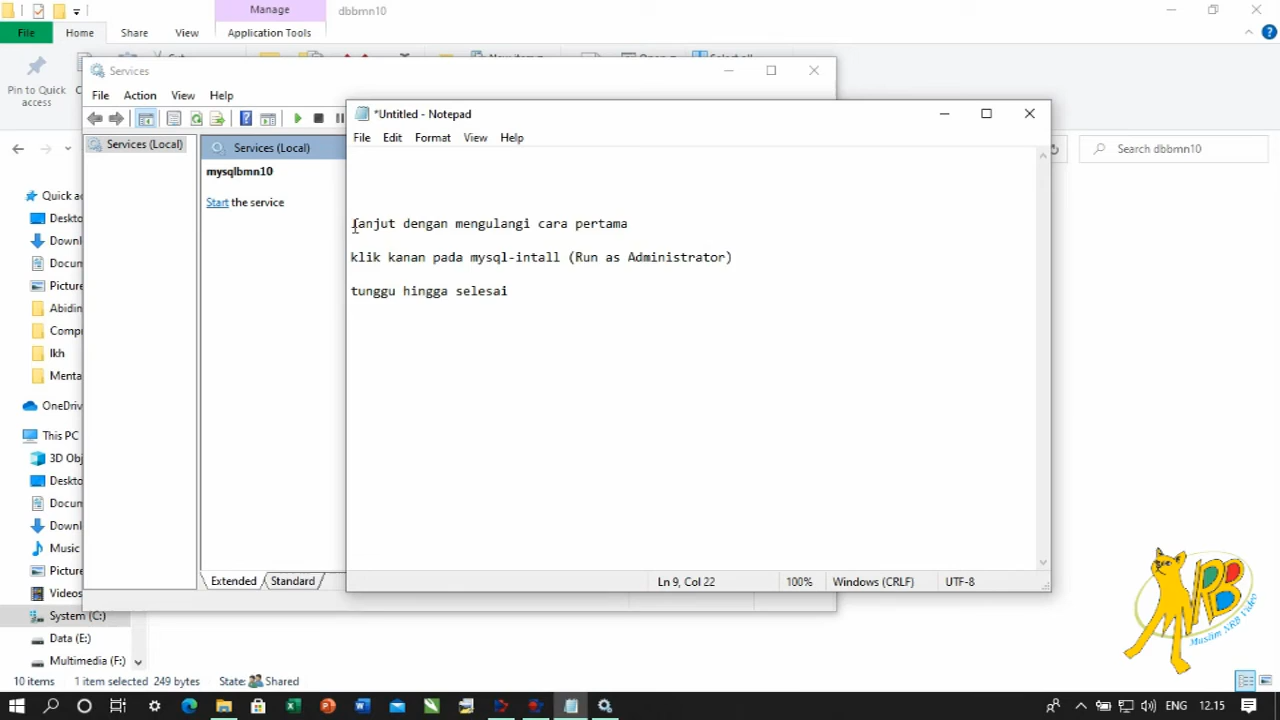 Manage
dbbmn10
File
Home
Share
View
Application Tools
Pin to Quick
access
Services
File
Action
View
Help
Services (Local)
Services (Local)
mysqlbmn10
Start the service
Extended
Standard
*Untitled - Notepad
File
Edit
Format
View
Help
lanjut dengan mengulangi cara pertama
klik kanan pada mysql-intall (Run as Administrator)
tunggu hingga selesai
Ln 9, Col 22
100%
Windows (CRLF)
UTF-8
Search dbbmn10
Quick ac
Deskto
Downl
Docum
Picture
Abidin
Compu
Ikh
Menta
OneDriv
This PC
3D Obj
Deskto
Docum
Downl
Music
Picture
Videos
System (C:)
Data (E:)
Multimedia (F:)
10 items
1 item selected
249 bytes
State:
Shared
NRB
Muslim NRB Video
ENG
12.15